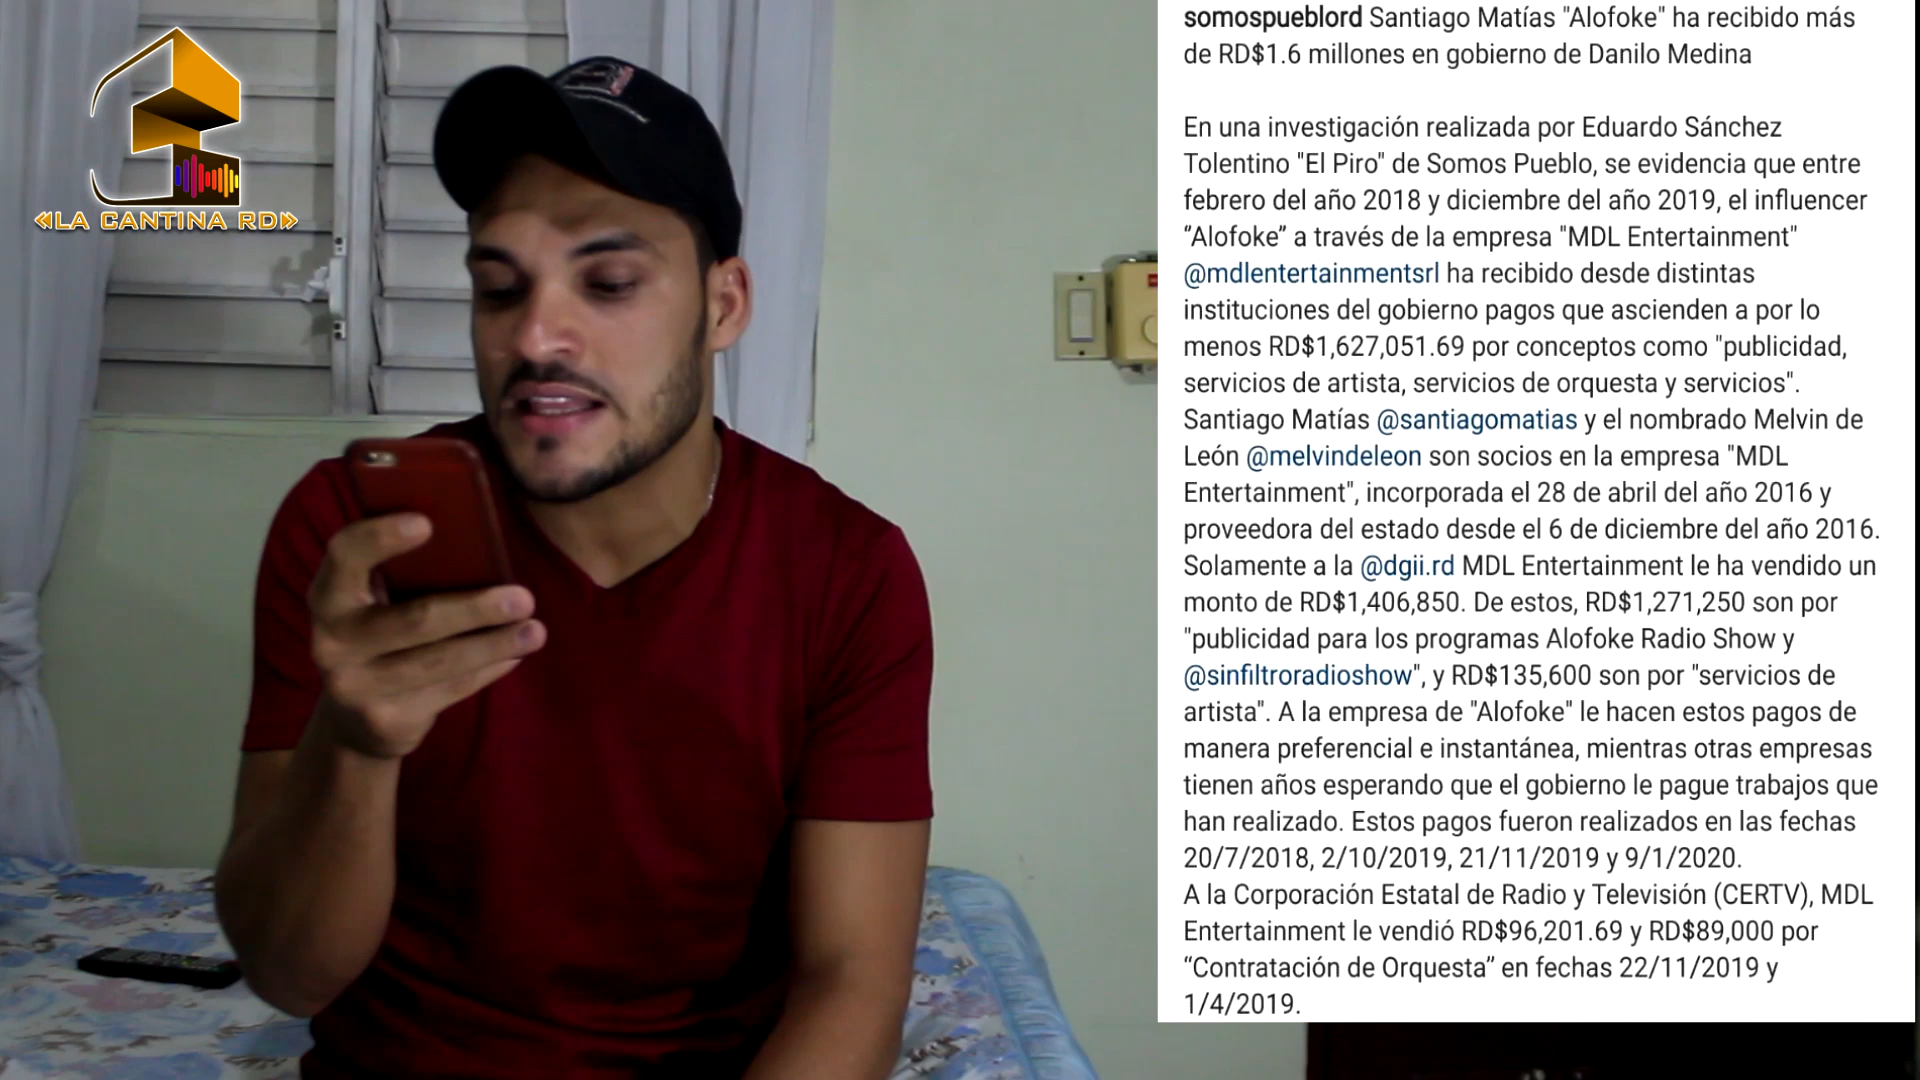 «LA CANTINA RD»
somospueblord Santiago Matías "Alofoke" ha recibido más
de RD$1.6 millones en gobierno de Danilo Medina
En una investigación realizada por Eduardo Sánchez
Tolentino "El Piro" de Somos Pueblo, se evidencia que entre
febrero del año 2018 y diciembre del año 2019, el influencer
“Alofoke” a través de la empresa "MDL Entertainment"
@mdlentertainmentsrl ha recibido desde distintas
instituciones del gobierno pagos que ascienden a por lo
menos RD$1,627,051.69 por conceptos como "publicidad,
servicios de artista, servicios de orquesta y servicios".
Santiago Matías @santiagomatias y el nombrado Melvin de
León @melvindeleon son socios en la empresa "MDL
Entertainment", incorporada el 28 de abril del año 2016 y
proveedora del estado desde el 6 de diciembre del año 2016.
Solamente a la @dgii.rd MDL Entertainment le ha vendido un
monto de RD$1,406,850. De estos, RD$1,271,250 son por
"publicidad para los programas Alofoke Radio Show y
@sinfiltroradioshow", y RD$135,600 son por "servicios de
artista". A la empresa de "Alofoke" le hacen estos pagos de
manera preferencial e instantánea, mientras otras empresas
tienen años esperando que el gobierno le pague trabajos que
han realizado. Estos pagos fueron realizados en las fechas
20/7/2018, 2/10/2019, 21/11/2019 y 9/1/2020.
A la Corporación Estatal de Radio y Televisión (CERTV), MDL
Entertainment le vendió RD$96,201.69 y RD$89,000 por
“Contratación de Orquesta” en fechas 22/11/2019 y
1/4/2019.